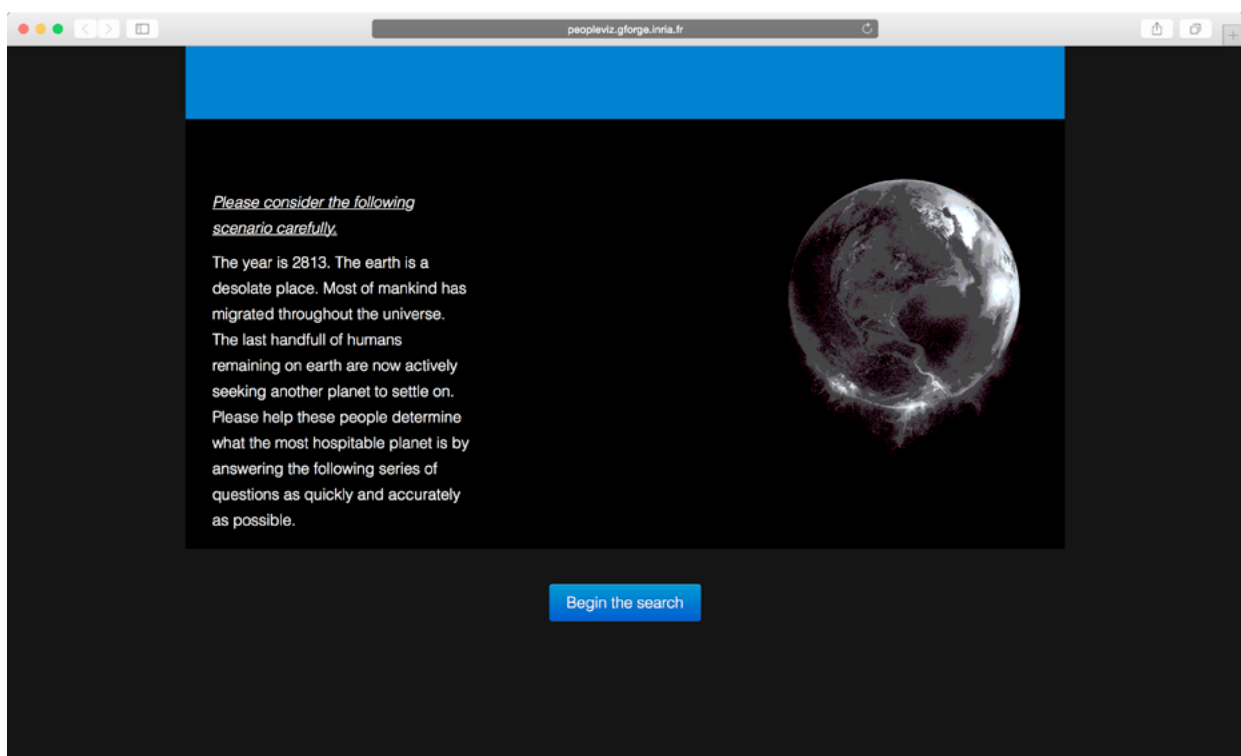 peopleviz.gforge.inria.fr
Please consider the following
scenario carefully.
The year is 2813. The earth is a
desolate place. Most of mankind has
migrated throughout the universe.
The last handfull of humans
remaining on earth are now actively
seeking another planet to settle on.
Please help these people determine
what the most hospitable planet is by
answering the following series of
questions as quickly and accurately
as possible.
Begin the search